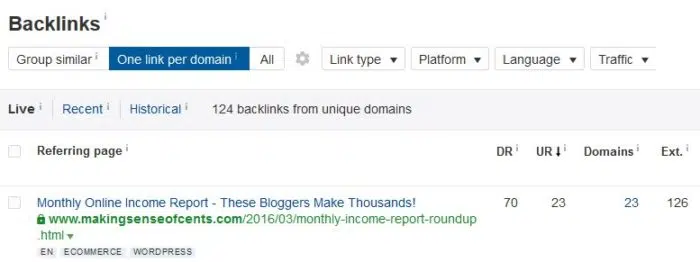 Backlinks i
Group similar i One link per domain i All Link type ▼ Platform ▼ Language ▼ Traffic ▼
Live i Recent i Historical i 124 backlinks from unique domains
Referring page i DR i UR ↓ i Domains i Ext. i
Monthly Online Income Report - These Bloggers Make Thousands! 70 23 23 126
www.makingsenseofcents.com/2016/03/monthly-income-report-roundup
.html ▼
EN ECOMMERCE WORDPRESS